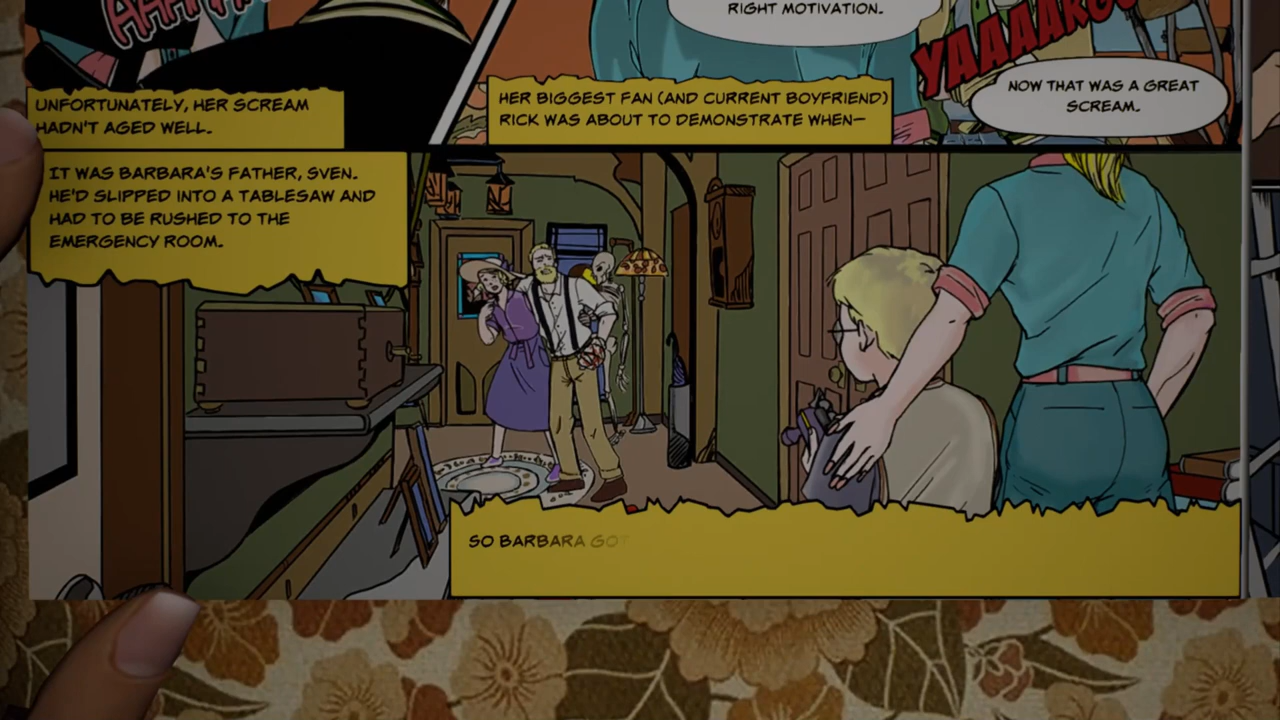 RIGHT MOTIVATION.
UNFORTUNATELY, HER SCREAM
HADN'T AGED WELL.
HER BIGGEST FAN (AND CURRENT BOYFRIEND)
RICK WAS ABOUT TO DEMONSTRATE WHEN—
NOW THAT WAS A GREAT
SCREAM.
IT WAS BARBARA'S FATHER, SVEN.
HE'D SLIPPED INTO A TABLESAW AND
HAD TO BE RUSHED TO THE
EMERGENCY ROOM.
SO BARBARA GOT